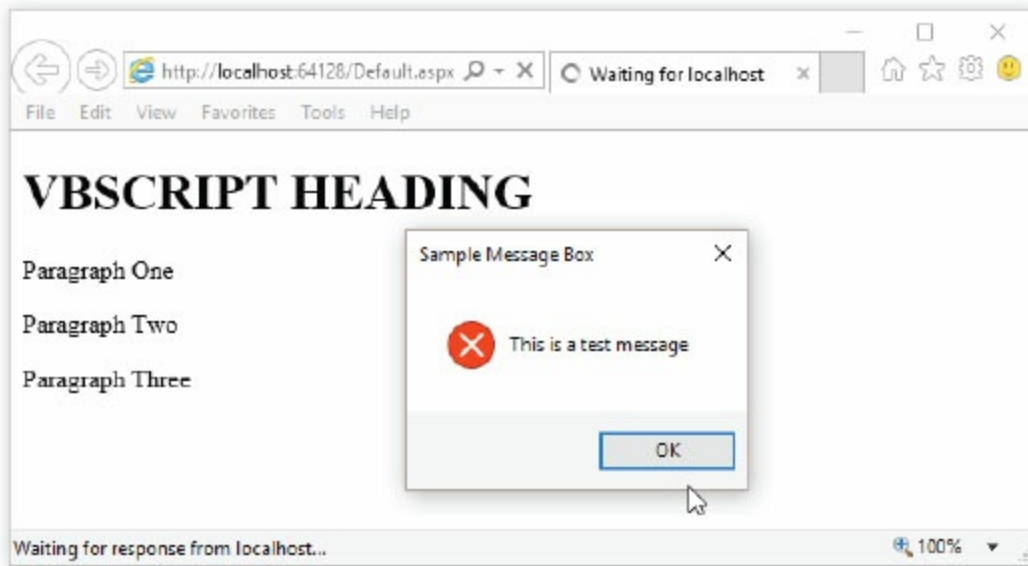 http://localhost:64128/Default.aspx
Waiting for localhost
File Edit View Favorites Tools Help
VBSCRIPT HEADING
Paragraph One
Paragraph Two
Paragraph Three
Sample Message Box
This is a test message
OK
Waiting for response from localhost...
100%